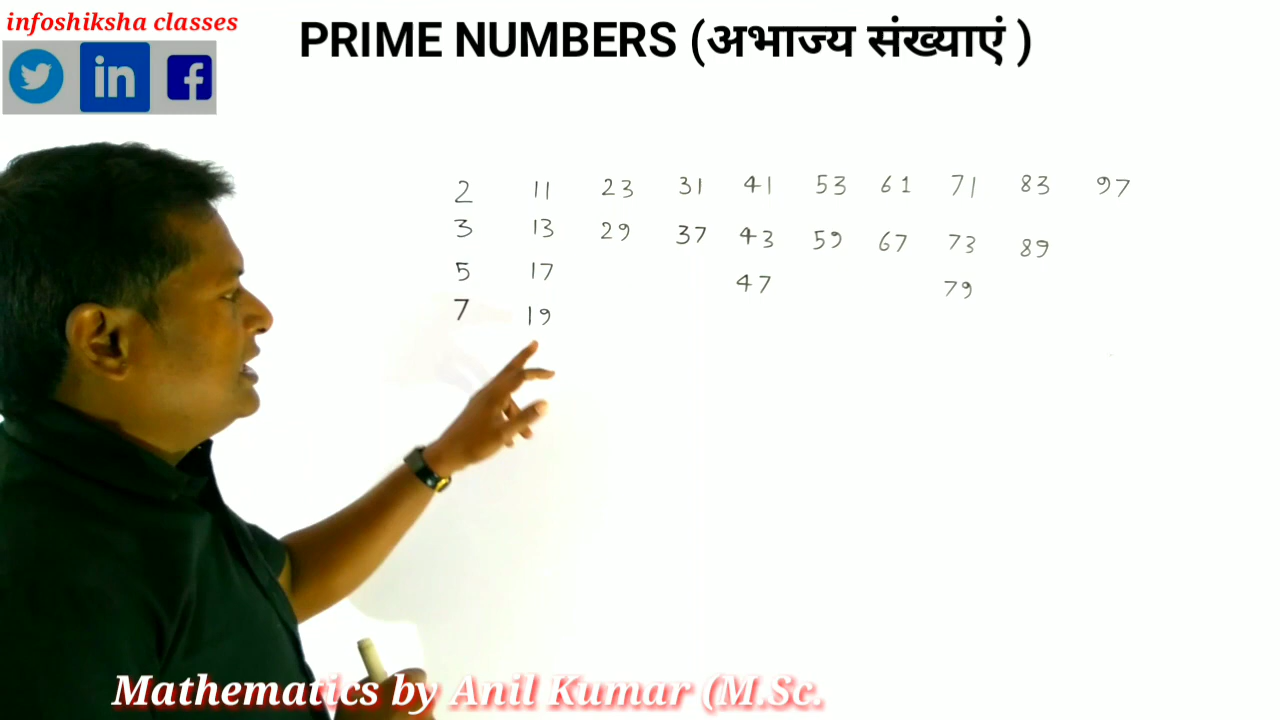 infoshiksha classes
PRIME NUMBERS (अभाज्य संख्याएं )
in f
2 11 23 31 41 53 61 71 83 97
3 13 29 37 43 59 67 73 89
5 17 47 79
7 19
Mathematics by Anil Kumar (M.Sc.